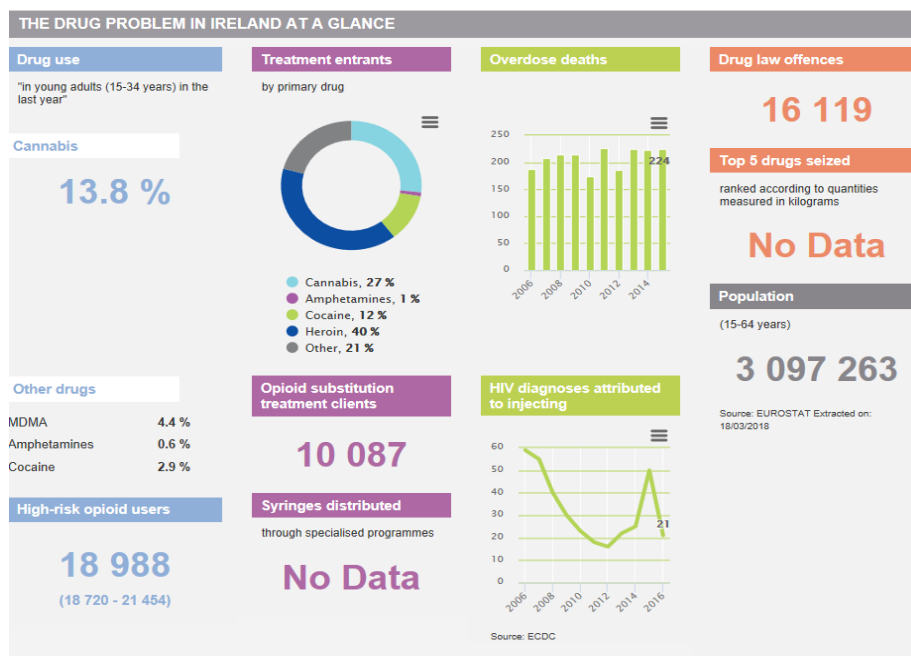 THE DRUG PROBLEM IN IRELAND AT A GLANCE
Drug use
"in young adults (15-34 years) in the
last year"
Cannabis
13.8 %
Other drugs
MDMA 4.4 %
Amphetamines 0.6 %
Cocaine 2.9 %
High-risk opioid users
18 988
(18 720 - 21 454)
Treatment entrants
by primary drug
Cannabis, 27 %
Amphetamines, 1 %
Cocaine, 12 %
Heroin, 40 %
Other, 21 %
Opioid substitution
treatment clients
10 087
Syringes distributed
through specialised programmes
No Data
Overdose deaths
250
200
150
100
50
0
224
2006
2008
2010
2012
2014
HIV diagnoses attributed
to injecting
60
50
40
30
20
10
0
21
2006
2008
2010
2012
2014
2016
Source: ECDC
Drug law offences
16 119
Top 5 drugs seized
ranked according to quantities
measured in kilograms
No Data
Population
(15-64 years)
3 097 263
Source: EUROSTAT Extracted on:
18/03/2018